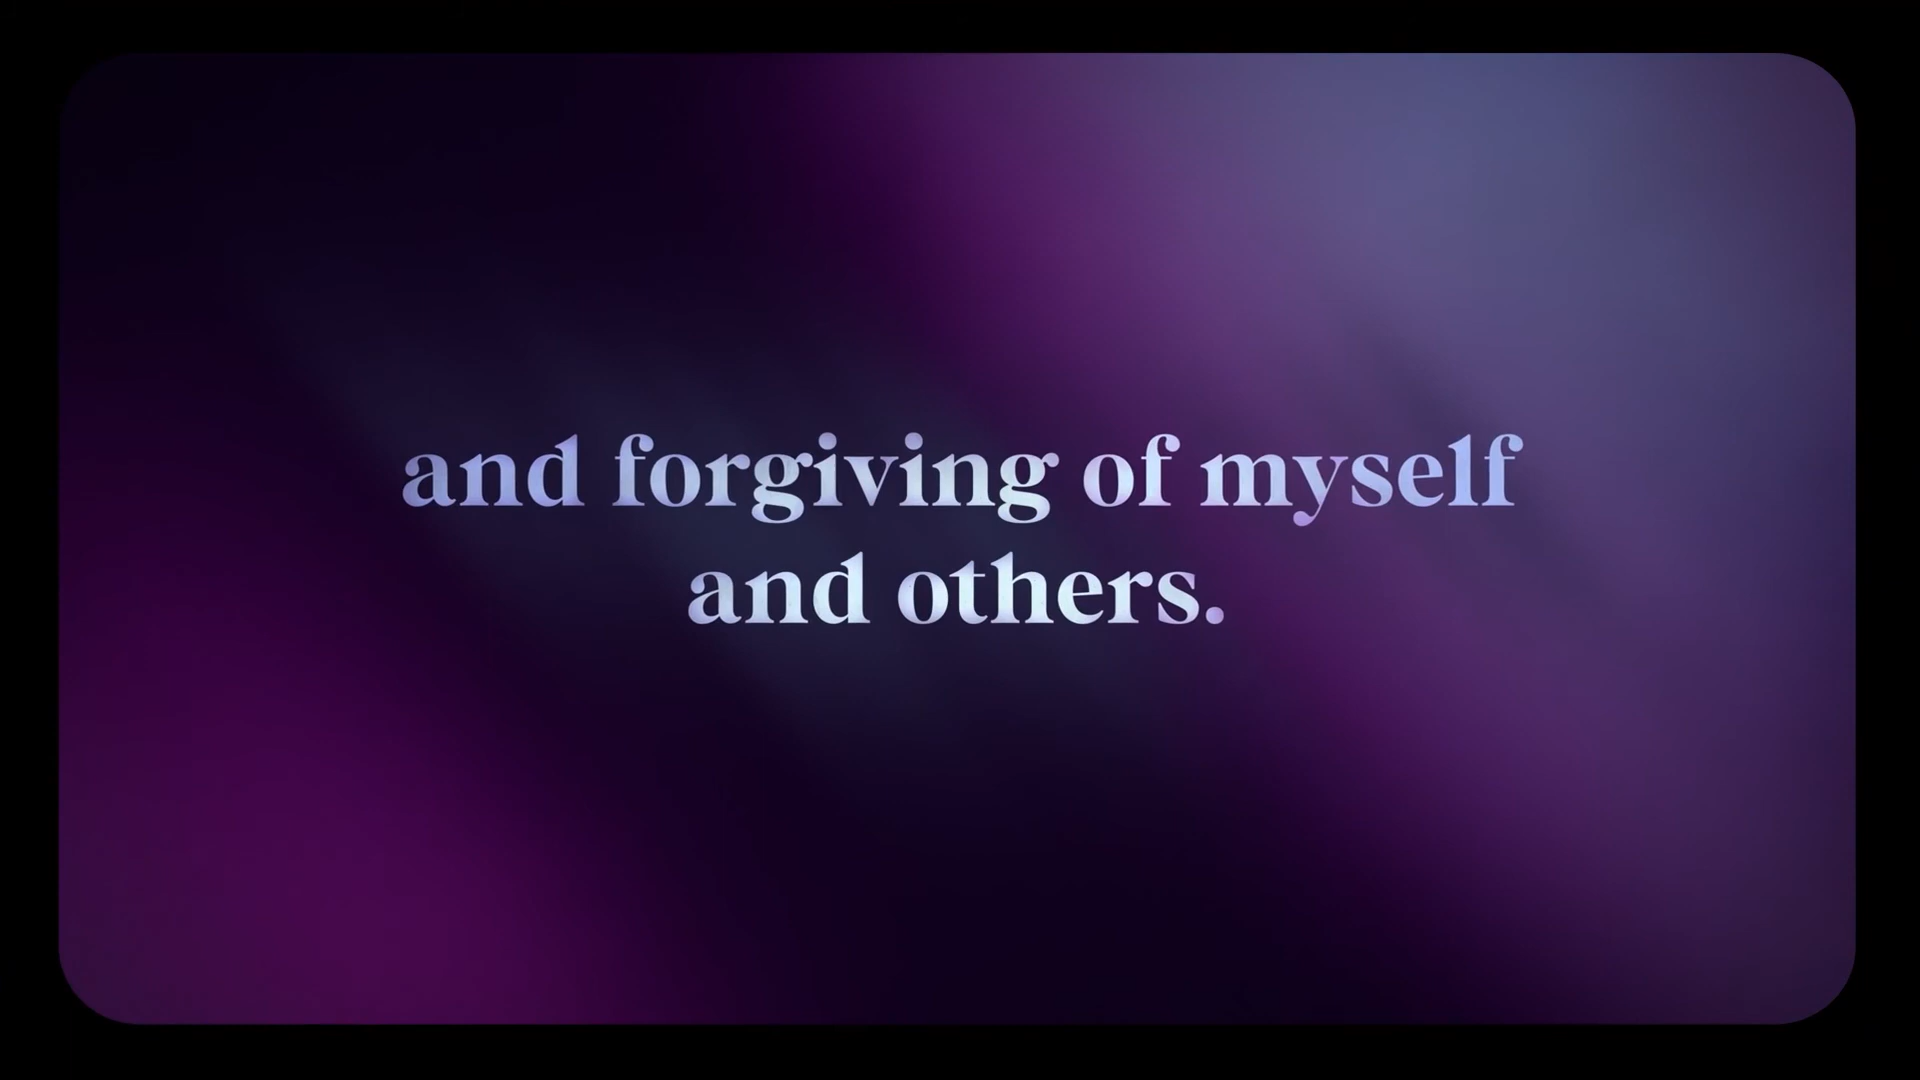 and forgiving of myself
and others.